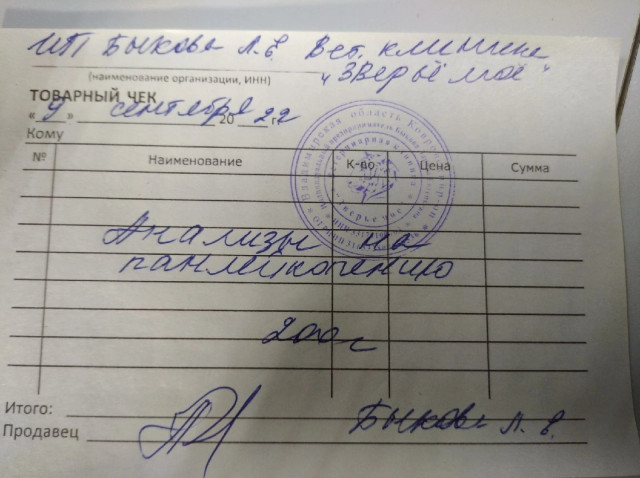 ИП Быкова Л.В. Вет. клиника
"Зверьё моё"
(наименование организации, ИНН)
ТОВАРНЫЙ ЧЕК
" 9 " сентября 20 22 г.
Кому
№ Наименование К-во Цена Сумма
Анализы на
панлейкопению
Итого:
Продавец Быкова Л. В.